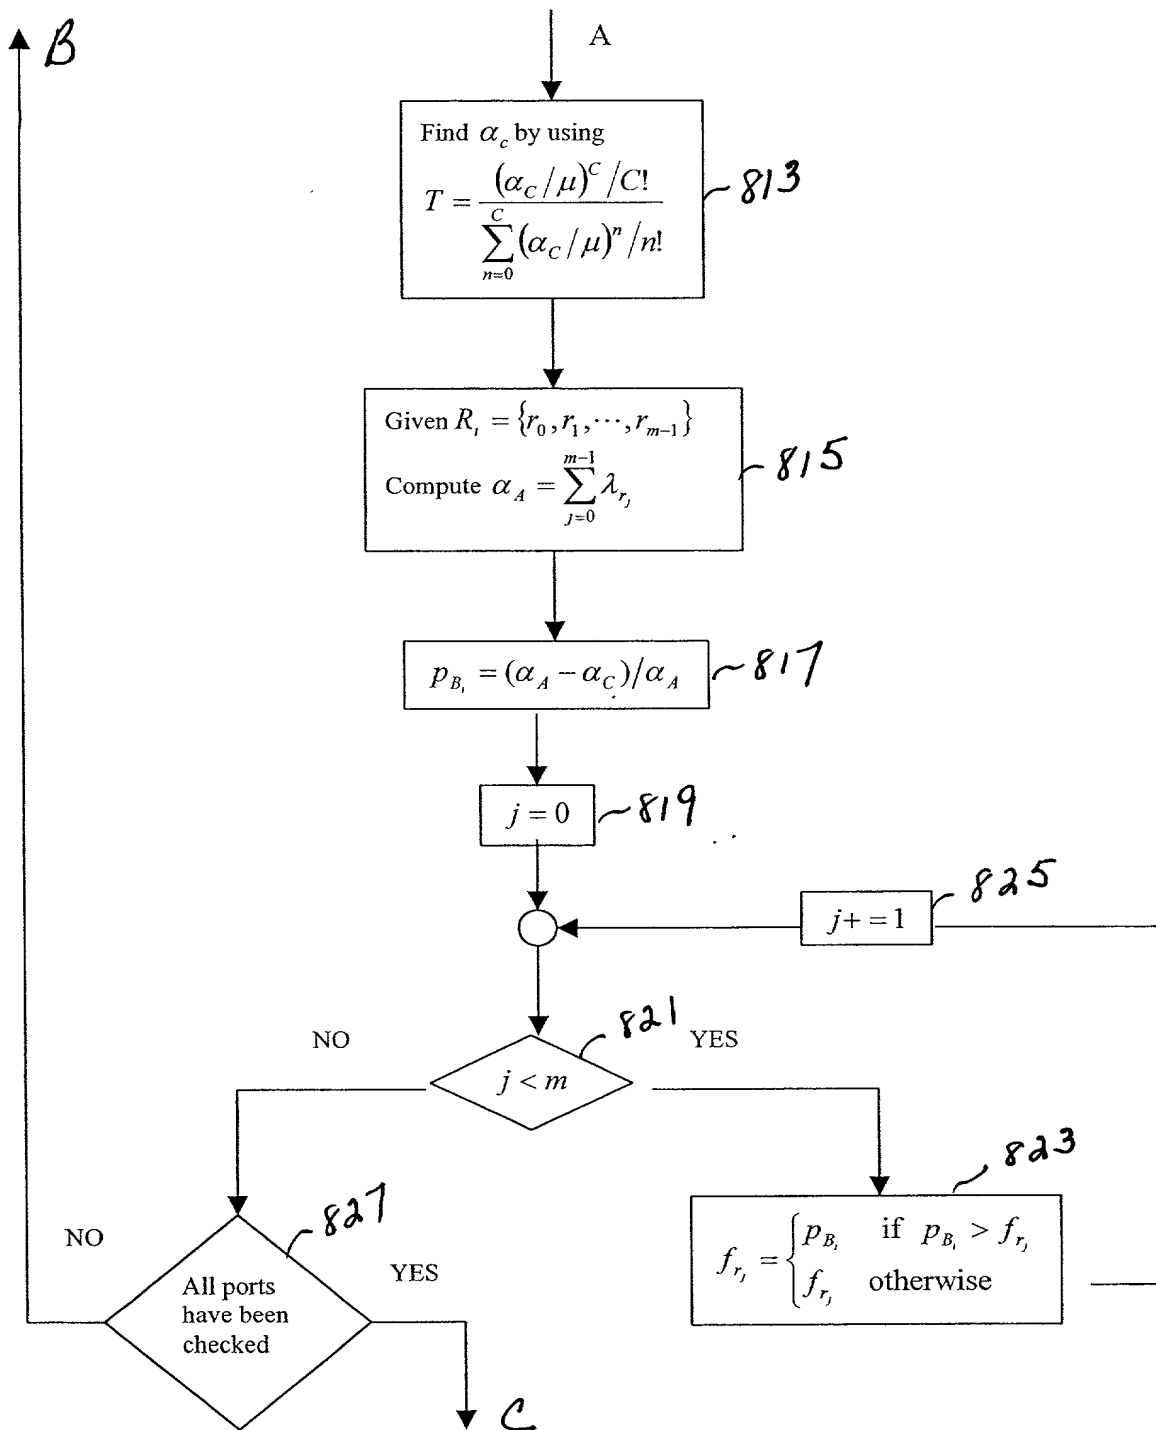 B
A
Find α_c by using
T = (α_C/μ)^C/C! / ∑_{n=0}^{C} (α_C/μ)^n/n!
813
Given R_i = {r_0, r_1, ⋯, r_{m−1}}
Compute α_A = ∑_{j=0}^{m−1} λ_{r_j}
815
p_{B_i} = (α_A − α_C)/α_A
817
j = 0
819
825
j+ = 1
821
NO
YES
j < m
823
f_{r_j} = { p_{B_i} if p_{B_i} > f_{r_j}
f_{r_j} otherwise
827
NO
YES
All ports
have been
checked
C